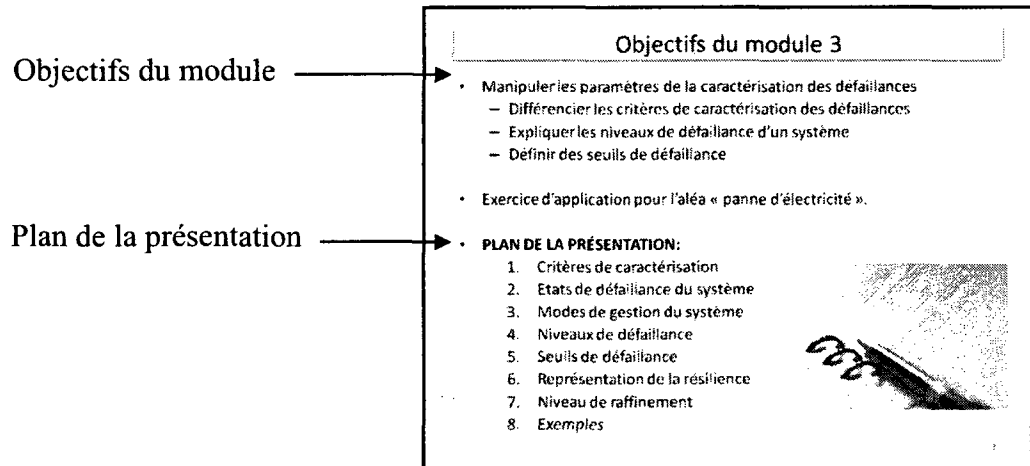 Objectifs du module
Plan de la présentation
Objectifs du module 3
• Manipuler les paramètres de la caractérisation des défaillances
– Différencier les critères de caractérisation des défaillances
– Expliquer les niveaux de défaillance d'un système
– Définir des seuils de défaillance
• Exercice d'application pour l'aléa « panne d'électricité ».
• PLAN DE LA PRÉSENTATION:
1. Critères de caractérisation
2. Etats de défaillance du système
3. Modes de gestion du système
4. Niveaux de défaillance
5. Seuils de défaillance
6. Représentation de la résilience
7. Niveau de raffinement
8. Exemples